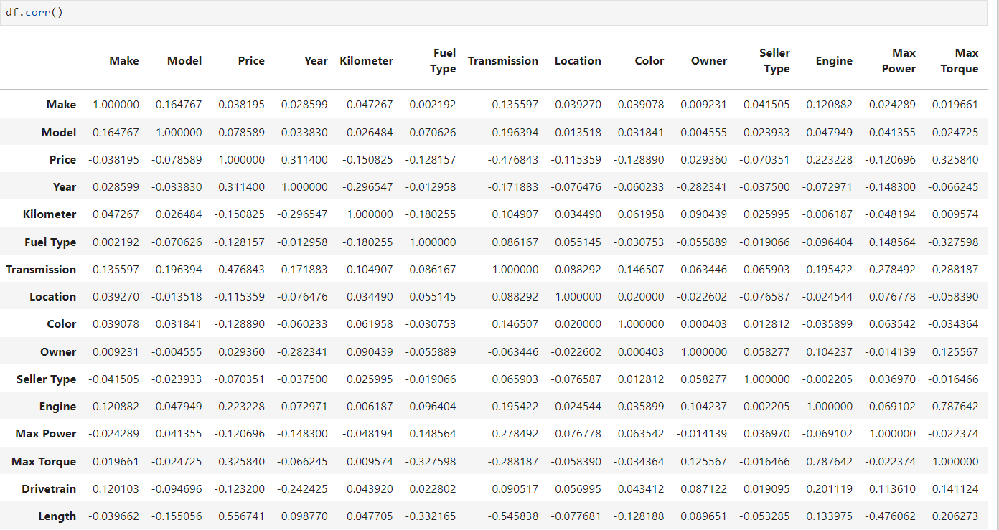 df.corr()
Make Model Price Year Kilometer Fuel Type Transmission Location Color Owner Seller Type Engine Max Power Max Torque
Make 1.000000 0.164767 -0.038195 0.028599 0.047267 0.002192 0.135597 0.039270 0.039078 0.009231 -0.041505 0.120882 -0.024289 0.019661
Model 0.164767 1.000000 -0.078589 -0.033830 0.026484 -0.070626 0.196394 -0.013518 0.031841 -0.004555 -0.023933 -0.047949 0.041355 -0.024725
Price -0.038195 -0.078589 1.000000 0.311400 -0.150825 -0.128157 -0.476843 -0.115359 -0.128890 0.029360 -0.070351 0.223228 -0.120696 0.325840
Year 0.028599 -0.033830 0.311400 1.000000 -0.296547 -0.012958 -0.171883 -0.076476 -0.060233 -0.282341 -0.037500 -0.072971 -0.148300 -0.066245
Kilometer 0.047267 0.026484 -0.150825 -0.296547 1.000000 -0.180255 0.104907 0.034490 0.061958 0.090439 0.025995 -0.006187 -0.048194 0.009574
Fuel Type 0.002192 -0.070626 -0.128157 -0.012958 -0.180255 1.000000 0.086167 0.055145 -0.030753 -0.055889 -0.019066 -0.096404 0.148564 -0.327598
Transmission 0.135597 0.196394 -0.476843 -0.171883 0.104907 0.086167 1.000000 0.088292 0.146507 -0.063446 0.065903 -0.195422 0.278492 -0.288187
Location 0.039270 -0.013518 -0.115359 -0.076476 0.034490 0.055145 0.088292 1.000000 0.020000 -0.022602 -0.076587 -0.024544 0.076778 -0.058390
Color 0.039078 0.031841 -0.128890 -0.060233 0.061958 -0.030753 0.146507 0.020000 1.000000 0.000403 0.012812 -0.035899 0.063542 -0.034364
Owner 0.009231 -0.004555 0.029360 -0.282341 0.090439 -0.055889 -0.063446 -0.022602 0.000403 1.000000 0.058277 0.104237 -0.014139 0.125567
Seller Type -0.041505 -0.023933 -0.070351 -0.037500 0.025995 -0.019066 0.065903 -0.076587 0.012812 0.058277 1.000000 -0.002205 0.036970 -0.016466
Engine 0.120882 -0.047949 0.223228 -0.072971 -0.006187 -0.096404 -0.195422 -0.024544 -0.035899 0.104237 -0.002205 1.000000 -0.069102 0.787642
Max Power -0.024289 0.041355 -0.120696 -0.148300 -0.048194 0.148564 0.278492 0.076778 0.063542 -0.014139 0.036970 -0.069102 1.000000 -0.022374
Max Torque 0.019661 -0.024725 0.325840 -0.066245 0.009574 -0.327598 -0.288187 -0.058390 -0.034364 0.125567 -0.016466 0.787642 -0.022374 1.000000
Drivetrain 0.120103 -0.094696 -0.123200 -0.242425 0.043920 0.022802 0.090517 0.056995 0.043412 0.087122 0.019095 0.201119 0.113610 0.141124
Length -0.039662 -0.155056 0.556741 0.098770 0.047705 -0.332165 -0.545838 -0.077681 -0.128188 0.089651 -0.053285 0.133975 -0.476062 0.206273